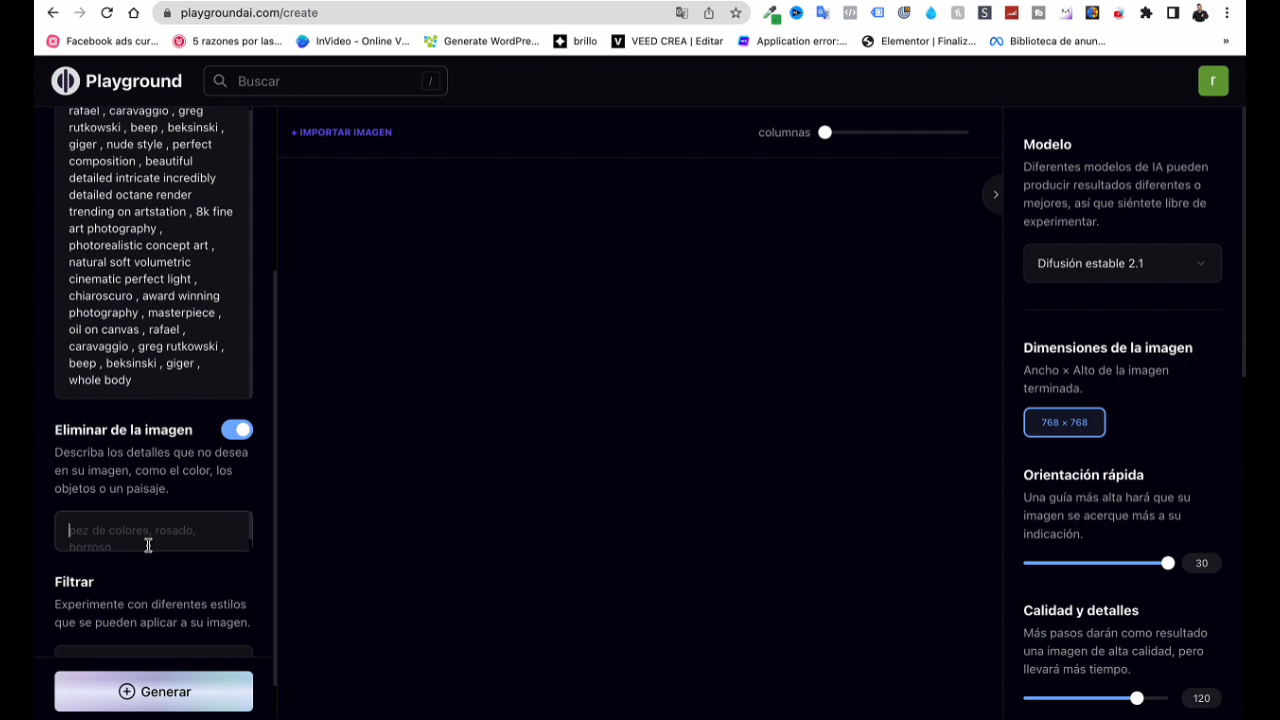 playgroundai.com/create
Facebook ads cur...
5 razones por las...
InVideo - Online V...
Generate WordPre...
brillo
VEED CREA | Editar
Application error:...
Elementor | Finaliz...
Biblioteca de anun...
»
Playground
Buscar
/
r
rafael , caravaggio , greg
rutkowski , beep , beksinski ,
giger , nude style , perfect
composition , beautiful
detailed intricate incredibly
detailed octane render
trending on artstation , 8k fine
art photography ,
photorealistic concept art ,
natural soft volumetric
cinematic perfect light ,
chiaroscuro , award winning
photography , masterpiece ,
oil on canvas , rafael ,
caravaggio , greg rutkowski ,
beep , beksinski , giger ,
whole body
Eliminar de la imagen
Describa los detalles que no desea
en su imagen, como el color, los
objetos o un paisaje.
pez de colores, rosado,
borroso
Filtrar
Experimente con diferentes estilos
que se pueden aplicar a su imagen.
Generar
+ IMPORTAR IMAGEN
columnas
Modelo
Diferentes modelos de IA pueden
producir resultados diferentes o
mejores, así que siéntete libre de
experimentar.
Difusión estable 2.1
Dimensiones de la imagen
Ancho × Alto de la imagen
terminada.
768 × 768
Orientación rápida
Una guía más alta hará que su
imagen se acerque más a su
indicación.
30
Calidad y detalles
Más pasos darán como resultado
una imagen de alta calidad, pero
llevará más tiempo.
120